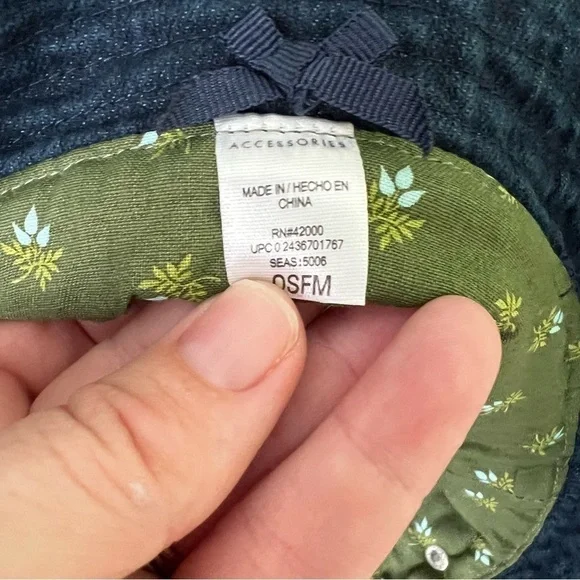 ACCESSORIES
MADE IN / HECHO EN
CHINA
RN#42000
UPC 0 2436701767
SEAS:5006
OSFM